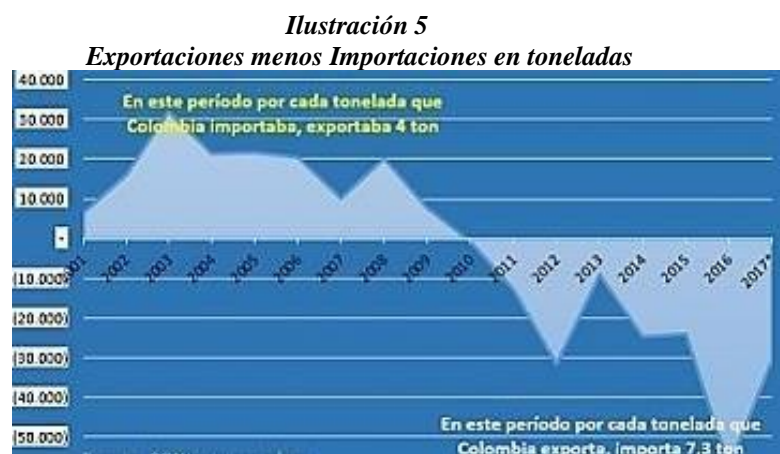 Ilustración 5
Exportaciones menos Importaciones en toneladas
40.000
En este período por cada tonelada que
Colombia importaba, exportaba 4 ton
30.000
20.000
10.000
-
2001 2002 2003 2004 2005 2006 2007 2008 2009 2010 2011 2012 2013 2014 2015 2016 2017*
(10.000)
(20.000)
(30.000)
(40.000)
En este período por cada tonelada que
(50.000)
Colombia exporta, importa 7.3 ton